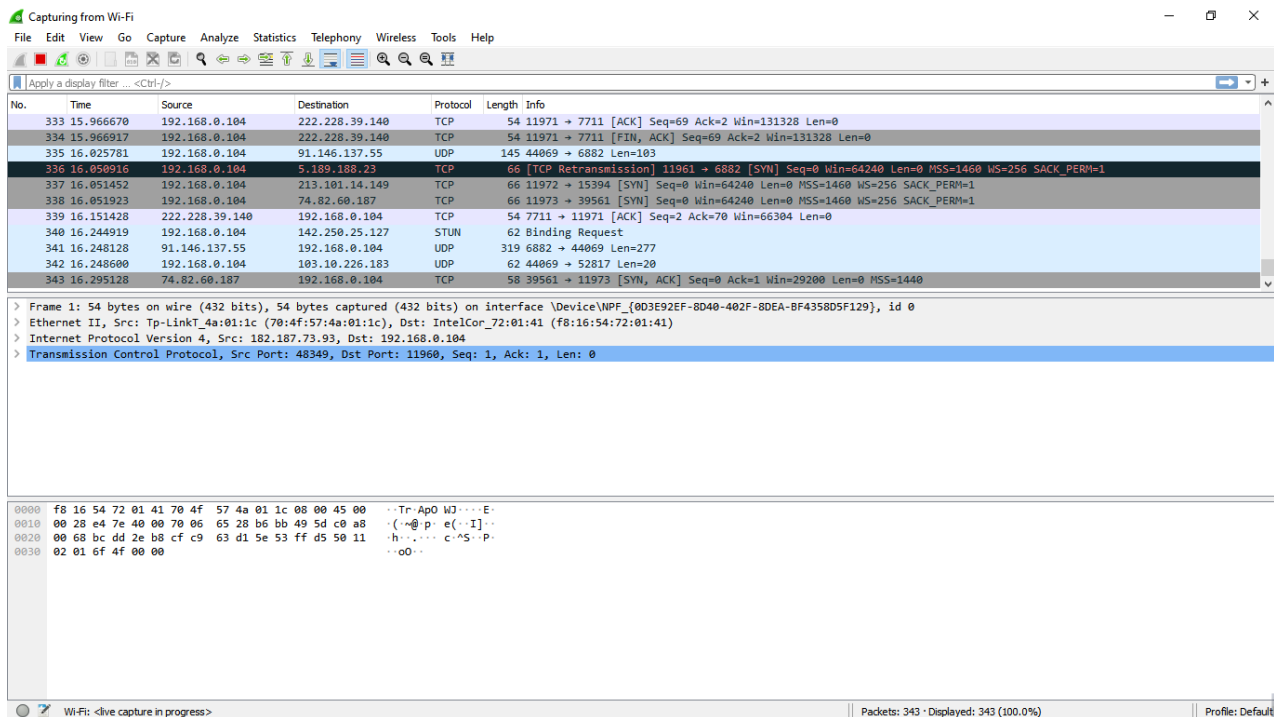 Capturing from Wi-Fi
File Edit View Go Capture Analyze Statistics Telephony Wireless Tools Help
Apply a display filter ... <Ctrl-/>
No. Time Source Destination Protocol Length Info
333 15.966670 192.168.0.104 222.228.39.140 TCP 54 11971 → 7711 [ACK] Seq=69 Ack=2 Win=131328 Len=0
334 15.966917 192.168.0.104 222.228.39.140 TCP 54 11971 → 7711 [FIN, ACK] Seq=69 Ack=2 Win=131328 Len=0
335 16.025781 192.168.0.104 91.146.137.55 UDP 145 44069 → 6882 Len=103
336 16.050916 192.168.0.104 5.189.188.23 TCP 66 [TCP Retransmission] 11961 → 6882 [SYN] Seq=0 Win=64240 Len=0 MSS=1460 WS=256 SACK_PERM=1
337 16.051452 192.168.0.104 213.101.14.149 TCP 66 11972 → 15394 [SYN] Seq=0 Win=64240 Len=0 MSS=1460 WS=256 SACK_PERM=1
338 16.051923 192.168.0.104 74.82.60.187 TCP 66 11973 → 39561 [SYN] Seq=0 Win=64240 Len=0 MSS=1460 WS=256 SACK_PERM=1
339 16.151428 222.228.39.140 192.168.0.104 TCP 54 7711 → 11971 [ACK] Seq=2 Ack=70 Win=66304 Len=0
340 16.244919 192.168.0.104 142.250.25.127 STUN 62 Binding Request
341 16.248128 91.146.137.55 192.168.0.104 UDP 319 6882 → 44069 Len=277
342 16.248600 192.168.0.104 103.10.226.183 UDP 62 44069 → 52817 Len=20
343 16.295128 74.82.60.187 192.168.0.104 TCP 58 39561 → 11973 [SYN, ACK] Seq=0 Ack=1 Win=29200 Len=0 MSS=1440
> Frame 1: 54 bytes on wire (432 bits), 54 bytes captured (432 bits) on interface \Device\NPF_{0D3E92EF-8D40-402F-8DEA-BF4358D5F129}, id 0
> Ethernet II, Src: Tp-LinkT_4a:01:1c (70:4f:57:4a:01:1c), Dst: IntelCor_72:01:41 (f8:16:54:72:01:41)
> Internet Protocol Version 4, Src: 182.187.73.93, Dst: 192.168.0.104
> Transmission Control Protocol, Src Port: 48349, Dst Port: 11960, Seq: 1, Ack: 1, Len: 0
0000 f8 16 54 72 01 41 70 4f 57 4a 01 1c 08 00 45 00 ··Tr·ApO WJ····E·
0010 00 28 e4 7e 40 00 70 06 65 28 b6 bb 49 5d c0 a8 ·(·~@·p· e(··I]··
0020 00 68 bc dd 2e b8 cf c9 63 d1 5e 53 ff d5 50 11 ·h··.··· c·^S··P·
0030 02 01 6f 4f 00 00 ··oO··
Wi-Fi: <live capture in progress> Packets: 343 · Displayed: 343 (100.0%) Profile: Default